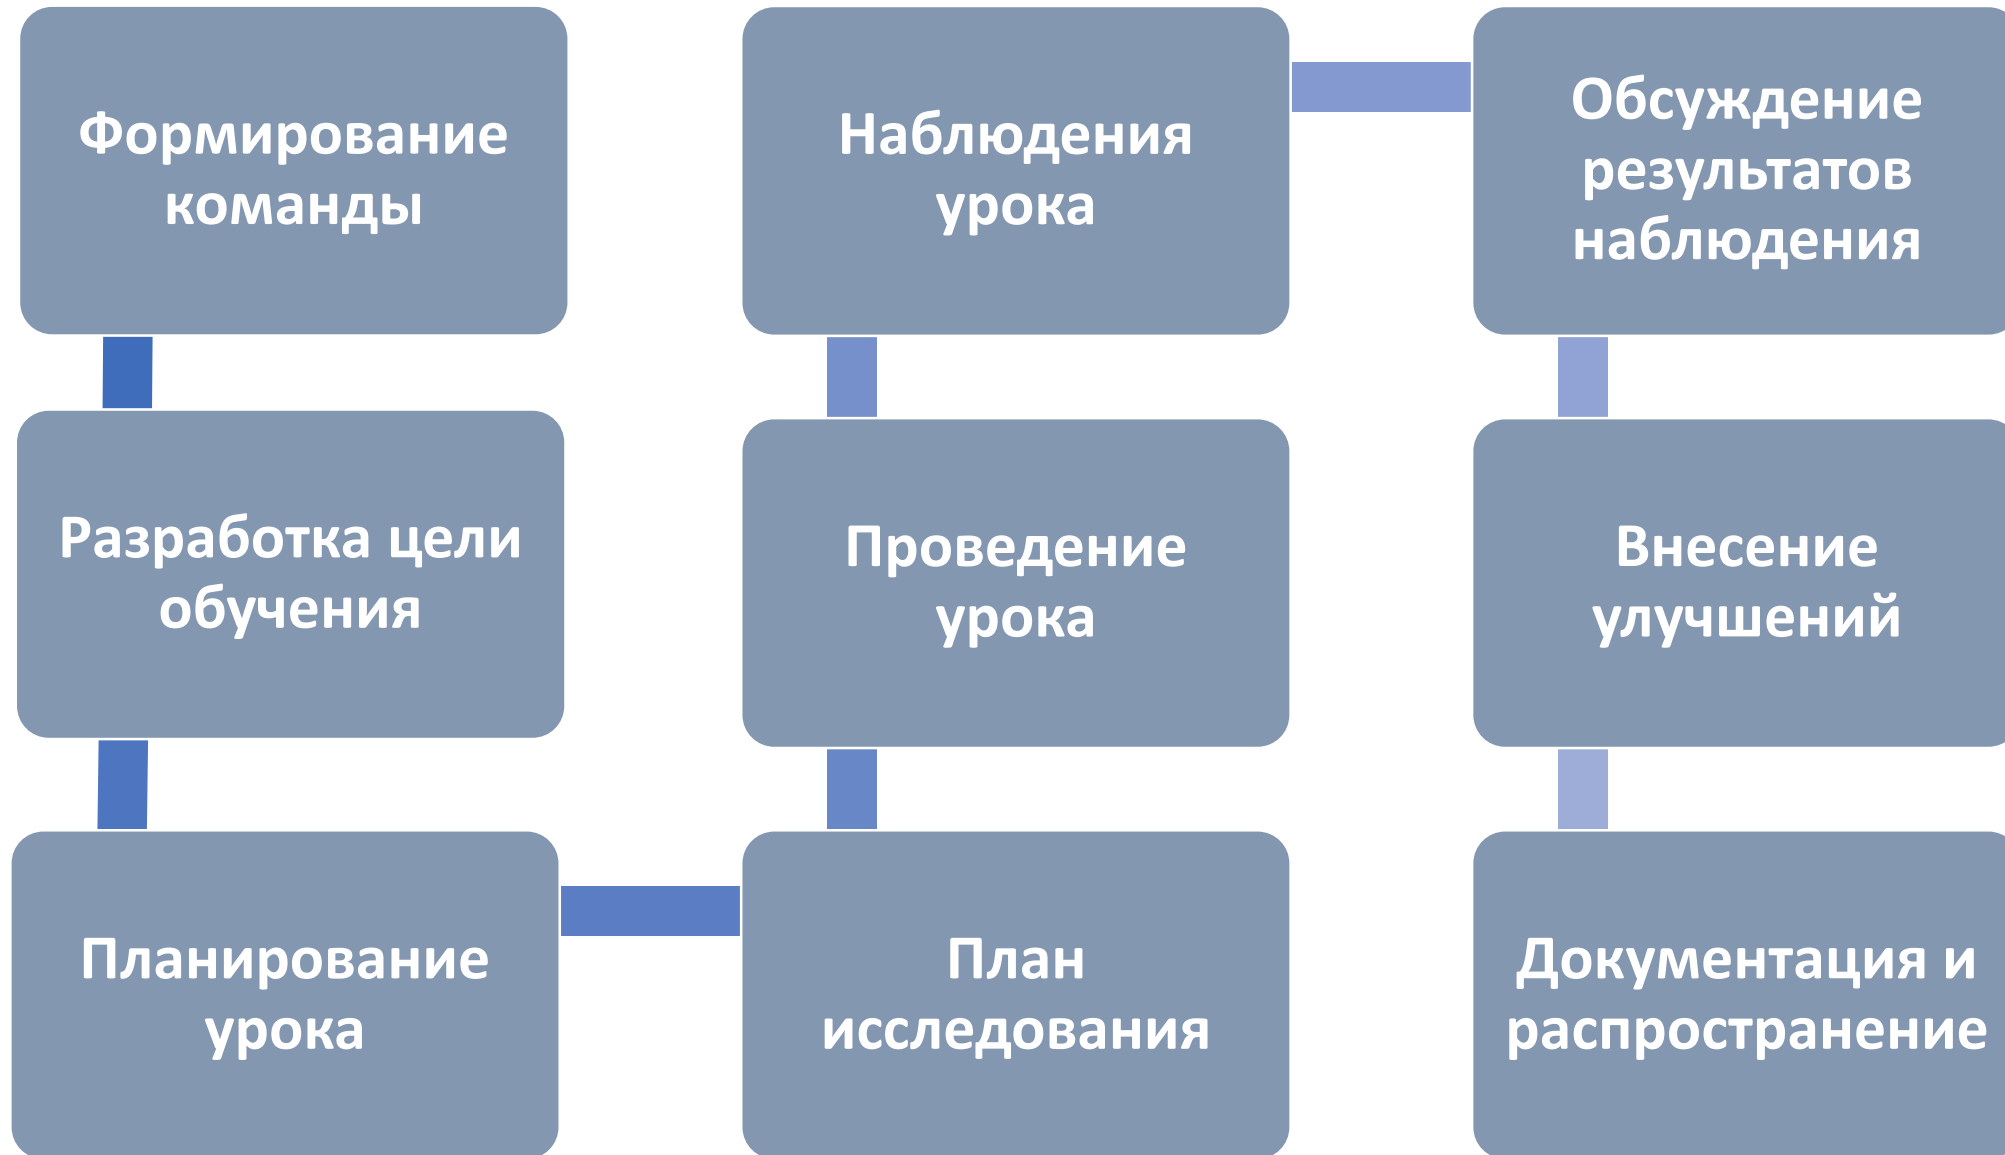 Формирование
команды
Разработка цели
обучения
Планирование
урока
План
исследования
Проведение
урока
Наблюдения
урока
Обсуждение
результатов
наблюдения
Внесение
улучшений
Документация и
распространение